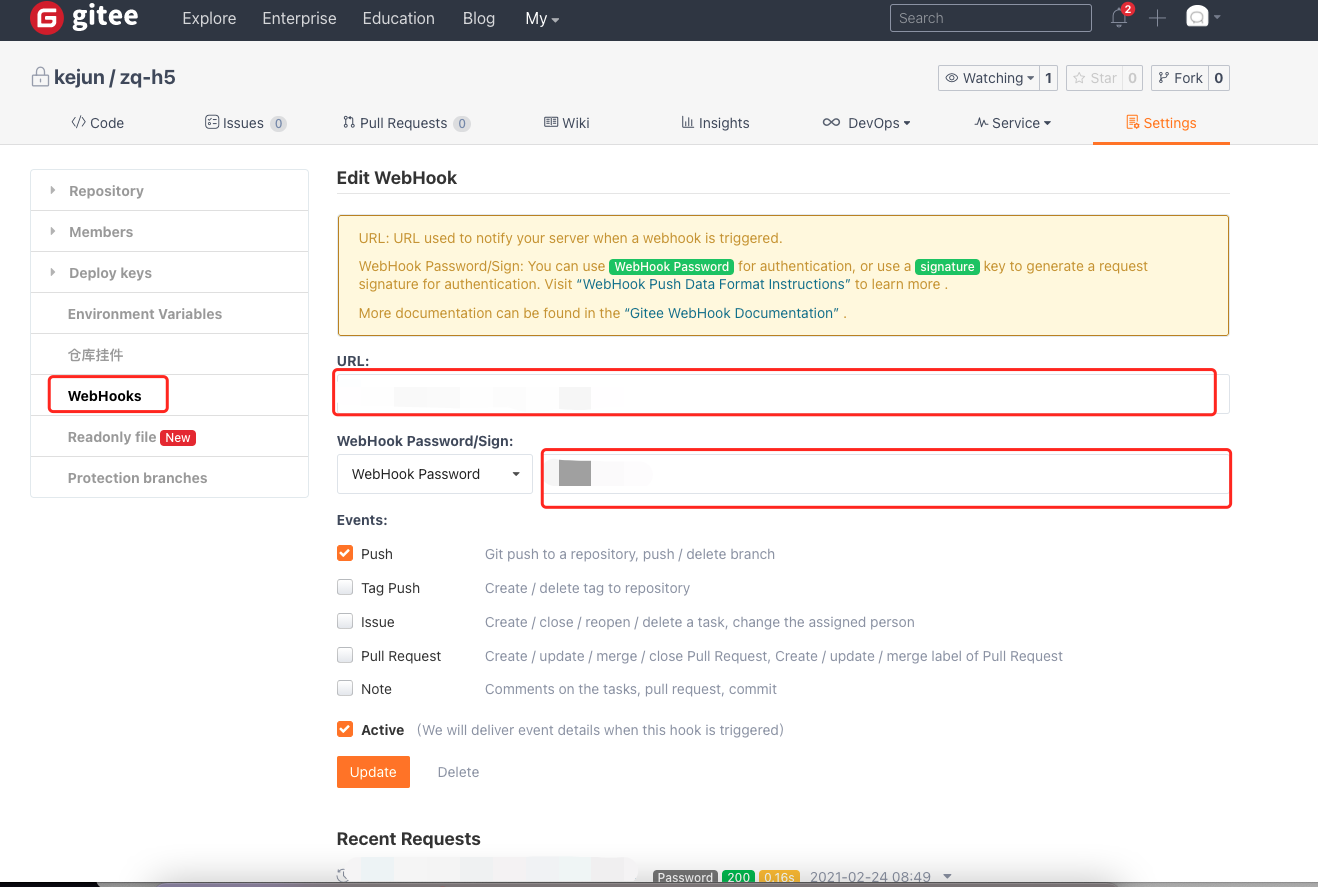 gitee Explore Enterprise Education Blog My Search 2
kejun / zq-h5 Watching 1 Star 0 Fork 0
Code Issues 0 Pull Requests 0 Wiki Insights DevOps Service Settings
Repository
Members
Deploy keys
Environment Variables
仓库挂件
WebHooks
Readonly file New
Protection branches
Edit WebHook
URL: URL used to notify your server when a webhook is triggered.
WebHook Password/Sign: You can use WebHook Password for authentication, or use a signature key to generate a request
signature for authentication. Visit “WebHook Push Data Format Instructions” to learn more .
More documentation can be found in the “Gitee WebHook Documentation” .
URL:
WebHook Password/Sign:
WebHook Password
Events:
Push Git push to a repository, push / delete branch
Tag Push Create / delete tag to repository
Issue Create / close / reopen / delete a task, change the assigned person
Pull Request Create / update / merge / close Pull Request, Create / update / merge label of Pull Request
Note Comments on the tasks, pull request, commit
Active (We will deliver event details when this hook is triggered)
Update Delete
Recent Requests
Password 200 0.16s 2021-02-24 08:49